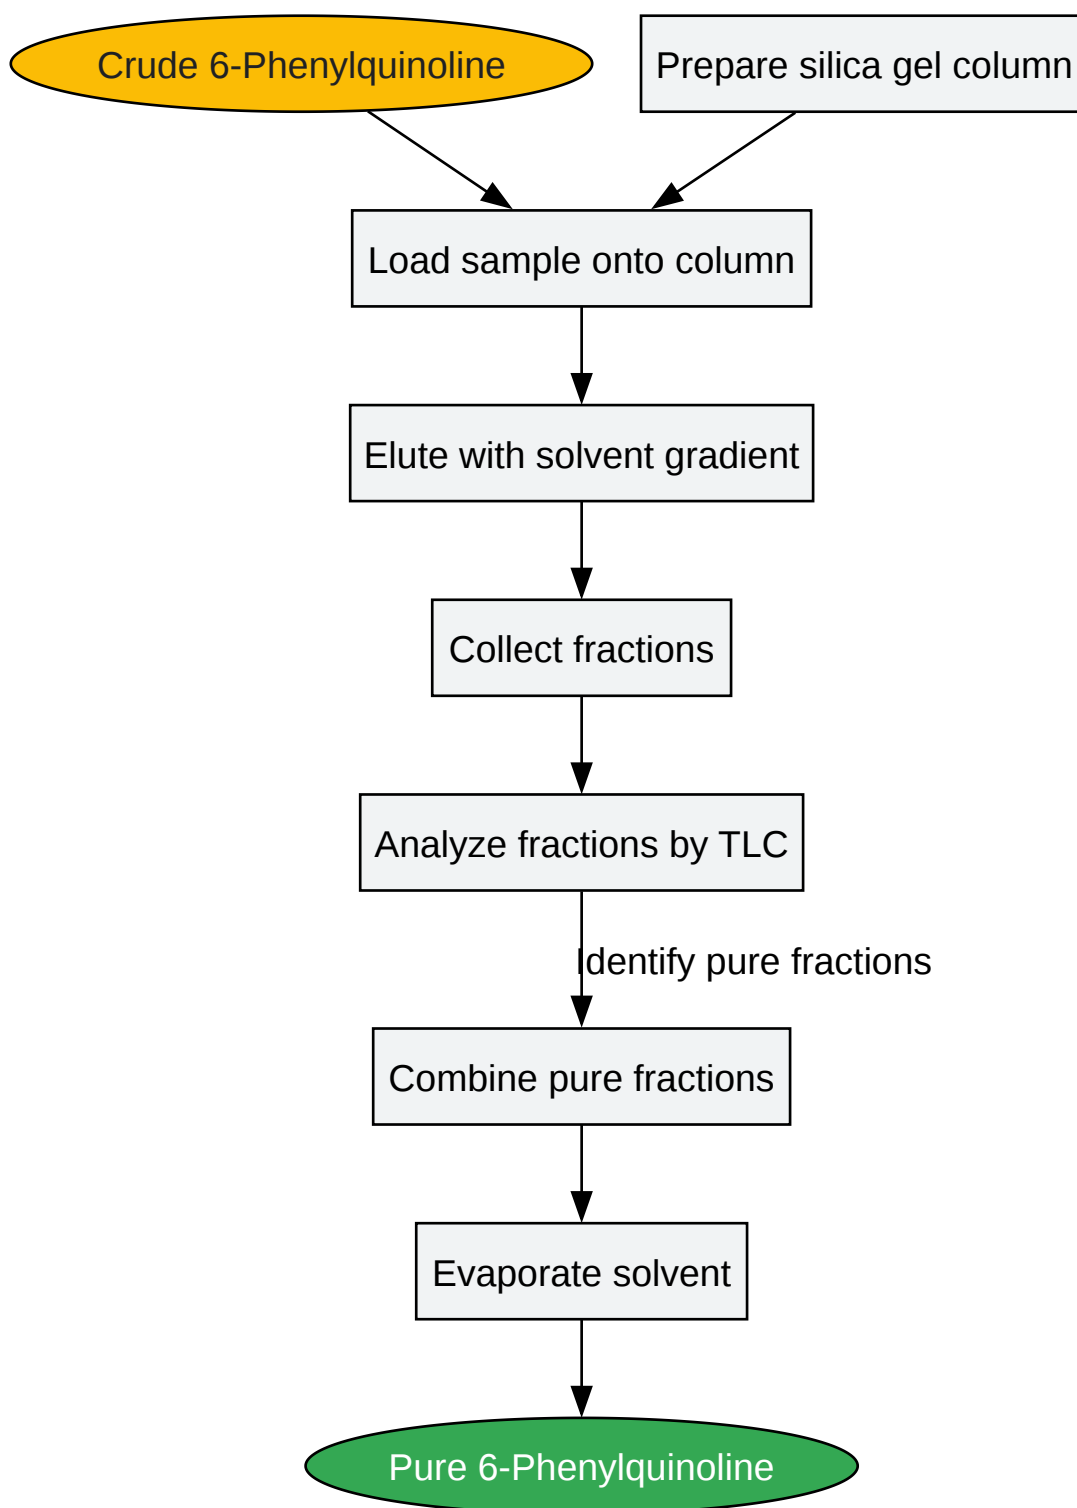 Crude 6-Phenylquinoline
Prepare silica gel column
Load sample onto column
Elute with solvent gradient
Collect fractions
Analyze fractions by TLC
Identify pure fractions
Combine pure fractions
Evaporate solvent
Pure 6-Phenylquinoline